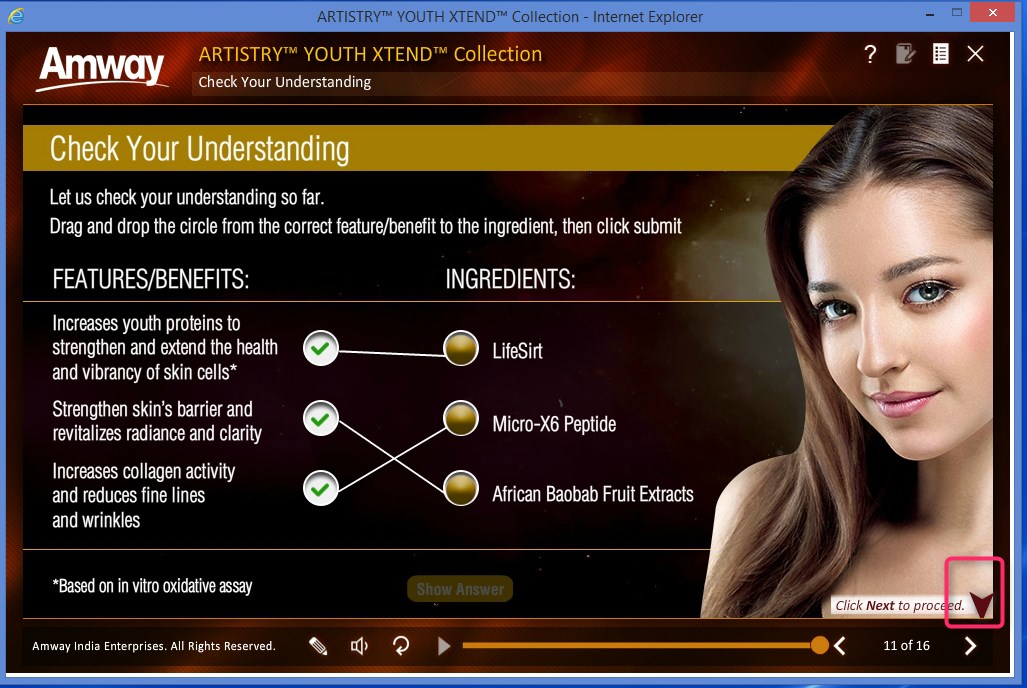 ARTISTRY™ YOUTH XTEND™ Collection - Internet Explorer
Amway
ARTISTRY™ YOUTH XTEND™ Collection
Check Your Understanding
?
Check Your Understanding
Let us check your understanding so far.
Drag and drop the circle from the correct feature/benefit to the ingredient, then click submit
FEATURES/BENEFITS:
INGREDIENTS:
Increases youth proteins to
strengthen and extend the health
and vibrancy of skin cells*
LifeSirt
Strengthen skin's barrier and
revitalizes radiance and clarity
Micro-X6 Peptide
Increases collagen activity
and reduces fine lines
and wrinkles
African Baobab Fruit Extracts
*Based on in vitro oxidative assay
Show Answer
Click Next to proceed.
Amway India Enterprises. All Rights Reserved.
11 of 16